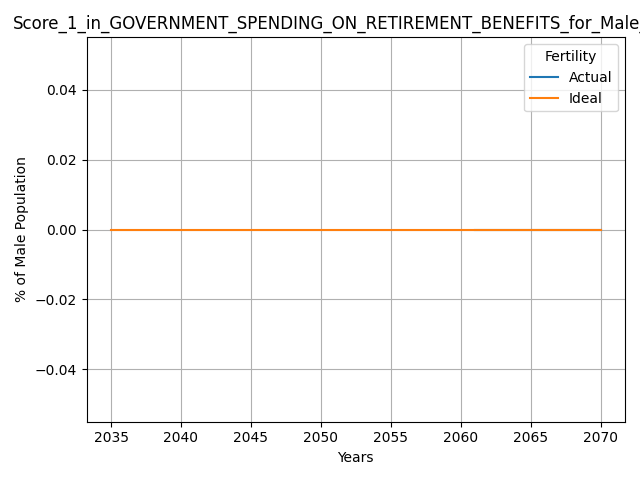 Score_1_in_GOVERNMENT_SPENDING_ON_RETIREMENT_BENEFITS_for_Male_
Fertility
Actual
Ideal
0.04
0.02
0.00
−0.02
−0.04
% of Male Population
2035 2040 2045 2050 2055 2060 2065 2070
Years